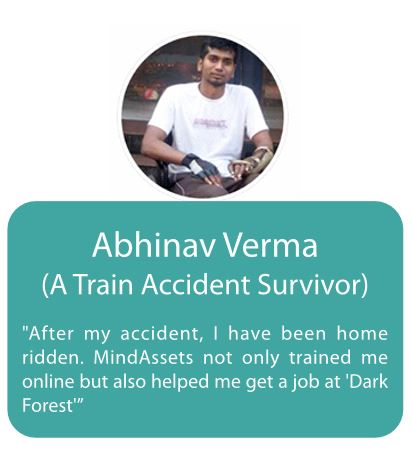 Abhinav Verma
(A Train Accident Survivor)
"After my accident, I have been home
ridden. MindAssets not only trained me
online but also helped me get a job at 'Dark
Forest'”